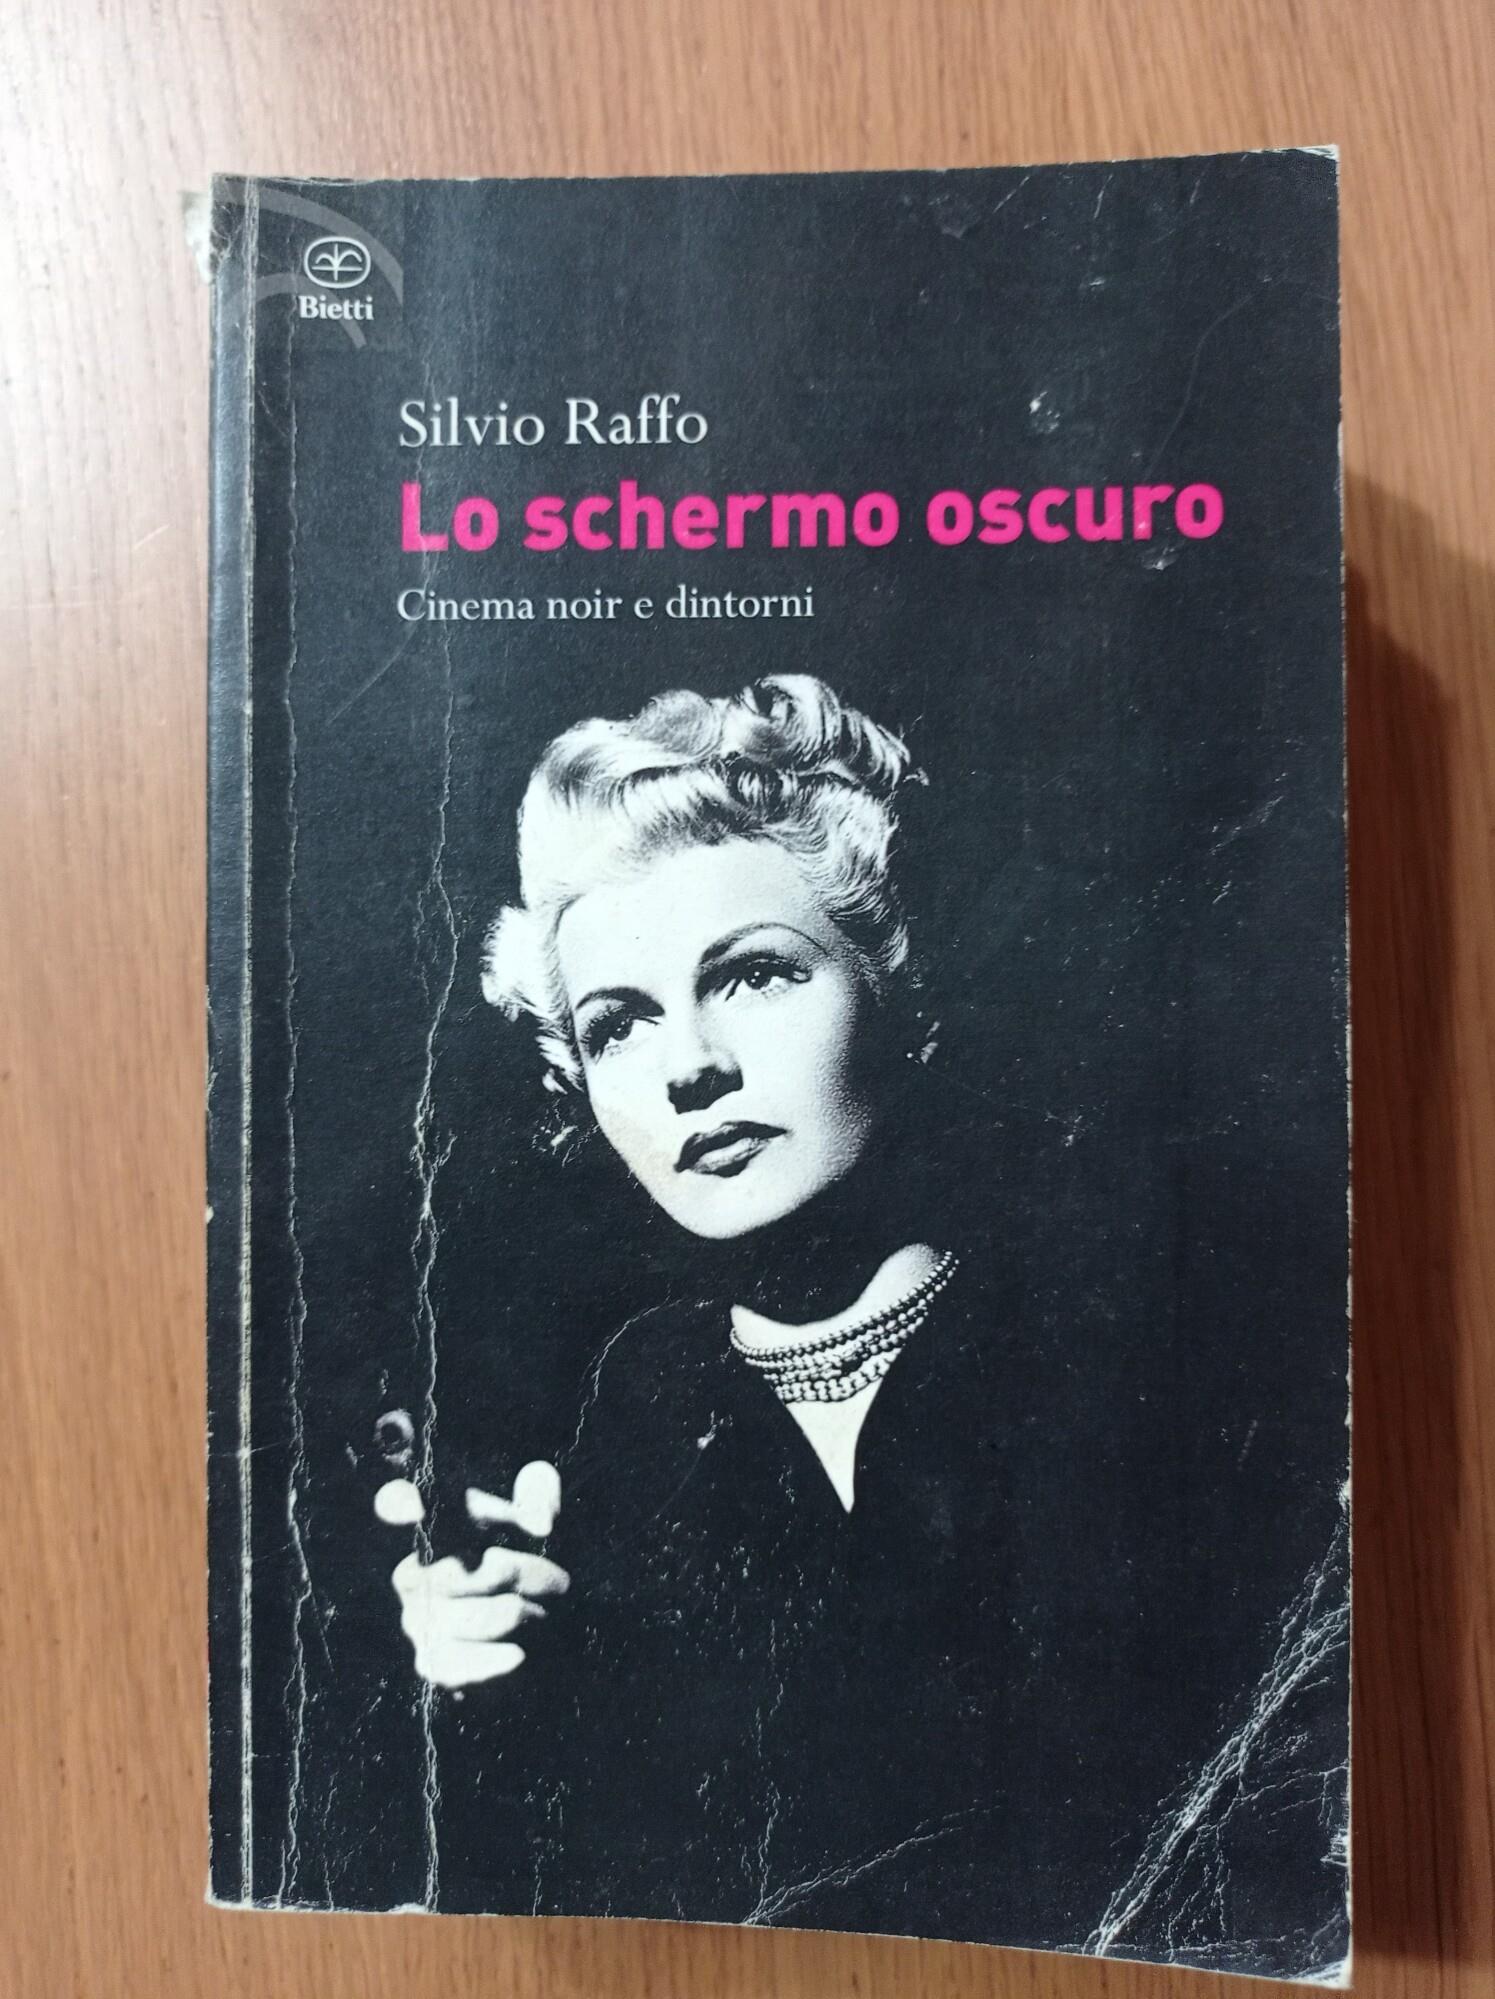 Bietti
Silvio Raffo
Lo schermo oscuro
Cinema noir e dintorni